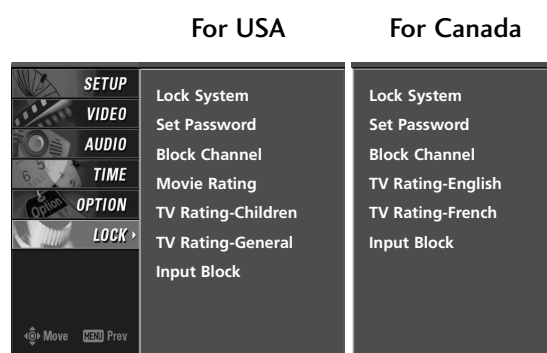 For USA
For Canada
SETUP
VIDEO
AUDIO
TIME
OPTION
LOCK
Move MENU Prev
Lock System
Set Password
Block Channel
Movie Rating
TV Rating-Children
TV Rating-General
Input Block
Lock System
Set Password
Block Channel
TV Rating-English
TV Rating-French
Input Block